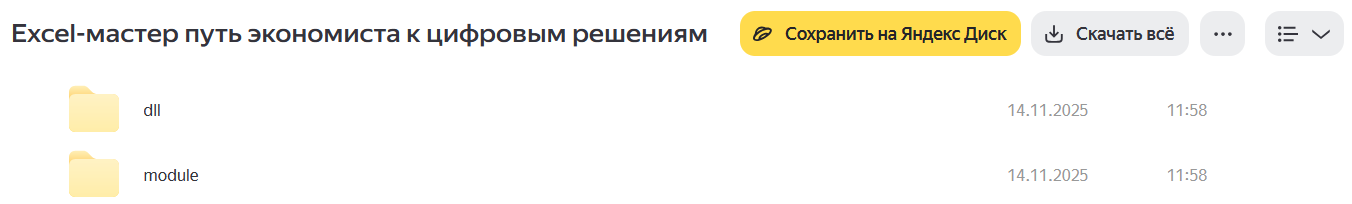 Excel-мастер путь экономиста к цифровым решениям Сохранить на Яндекс Диск Скачать всё
dll 14.11.2025 11:58
module 14.11.2025 11:58